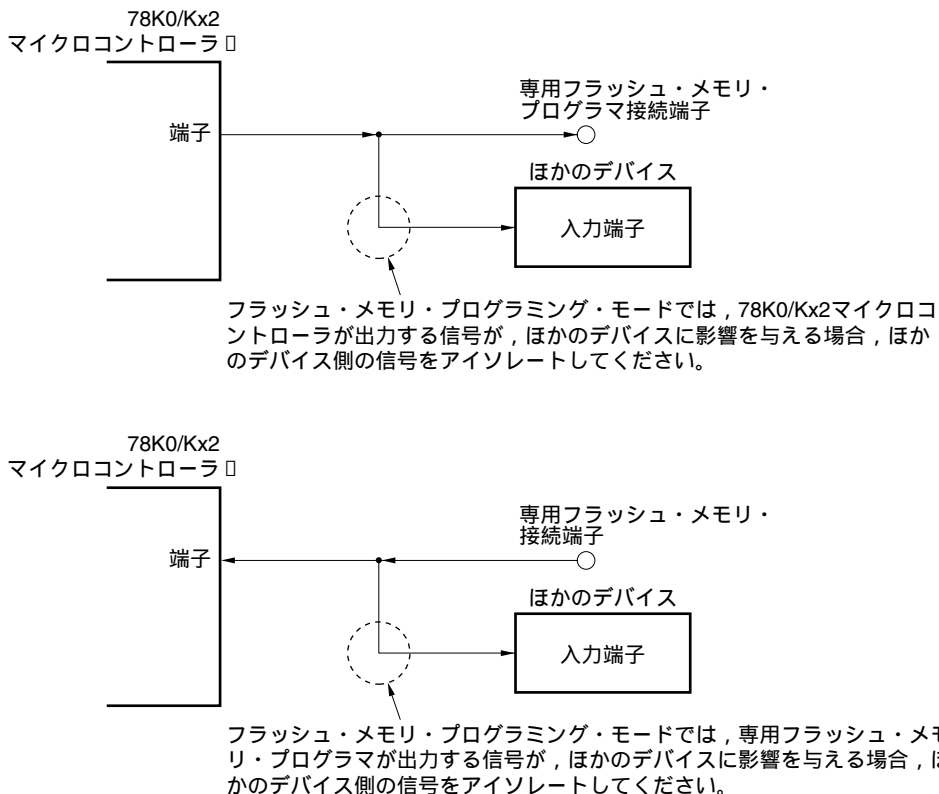 78K0/Kx2
マイクロコントローラ
端子
専用フラッシュ・メモリ・
プログラマ接続端子
ほかのデバイス
入力端子
フラッシュ・メモリ・プログラミング・モードでは，78K0/Kx2マイクロコ
ントローラが出力する信号が，ほかのデバイスに影響を与える場合，ほか
のデバイス側の信号をアイソレートしてください。
78K0/Kx2
マイクロコントローラ
端子
専用フラッシュ・メモリ・
接続端子
ほかのデバイス
入力端子
フラッシュ・メモリ・プログラミング・モードでは，専用フラッシュ・メモ
リ・プログラマが出力する信号が，ほかのデバイスに影響を与える場合，ほ
かのデバイス側の信号をアイソレートしてください。